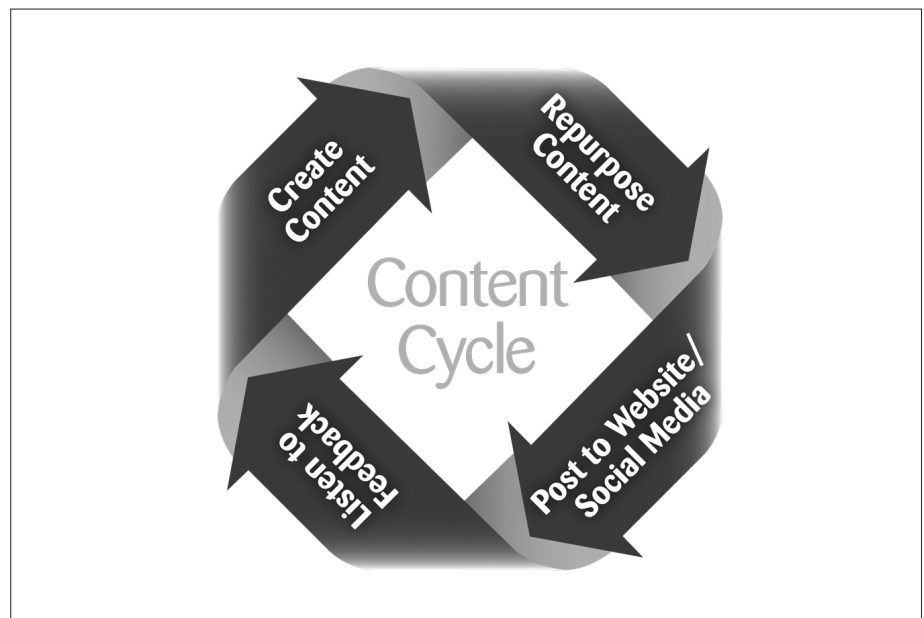 Create
Content
Repurpose
Content
Post to Website/
Social Media
Listen to
Feedback
Content
Cycle